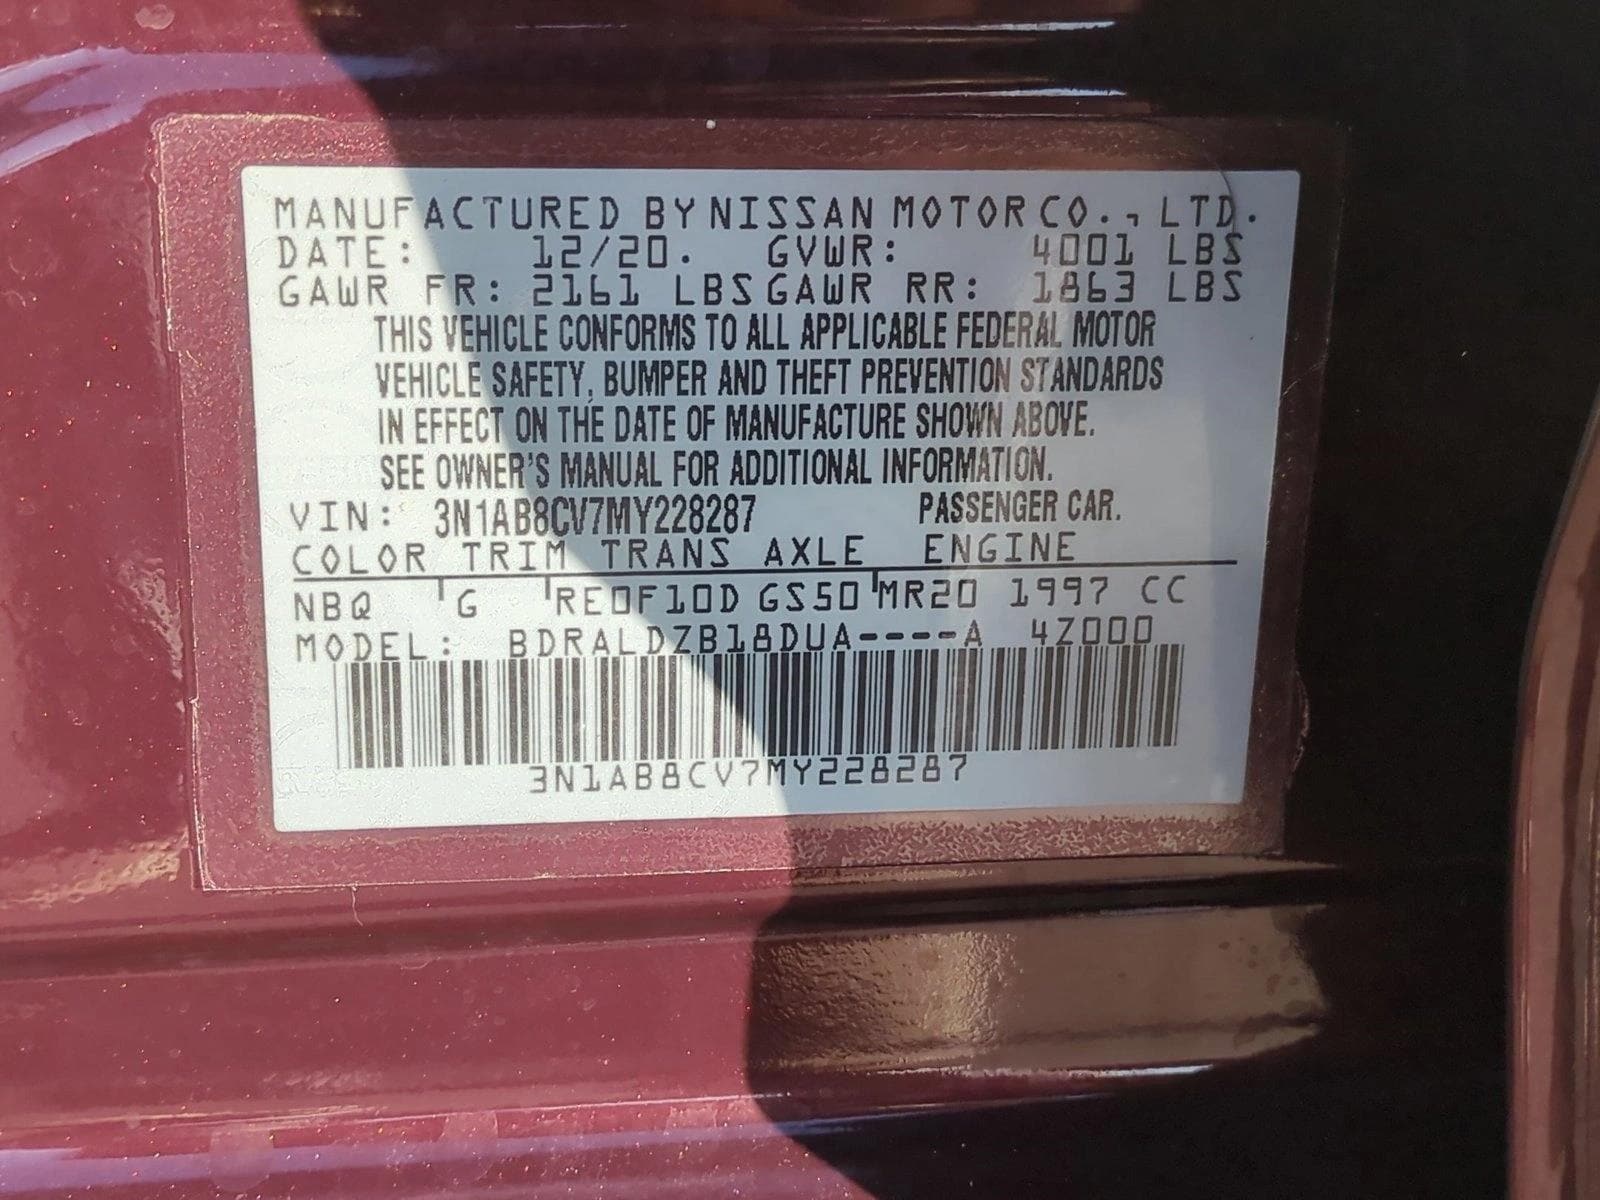 MANUFACTURED BY NISSAN MOTOR CO., LTD.
DATE: 12/20. GVWR: 4001 LBS
GAWR FR: 2161 LBS GAWR RR: 1863 LBS
THIS VEHICLE CONFORMS TO ALL APPLICABLE FEDERAL MOTOR
VEHICLE SAFETY, BUMPER AND THEFT PREVENTION STANDARDS
IN EFFECT ON THE DATE OF MANUFACTURE SHOWN ABOVE.
SEE OWNER'S MANUAL FOR ADDITIONAL INFORMATION.
VIN: 3N1AB8CV7MY228287 PASSENGER CAR.
COLOR TRIM TRANS AXLE ENGINE
NBQ G RE0F10D GS50 MR20 1997 CC
MODEL: BDRALDZB18DUA----A 4Z000
3N1AB8CV7MY228287